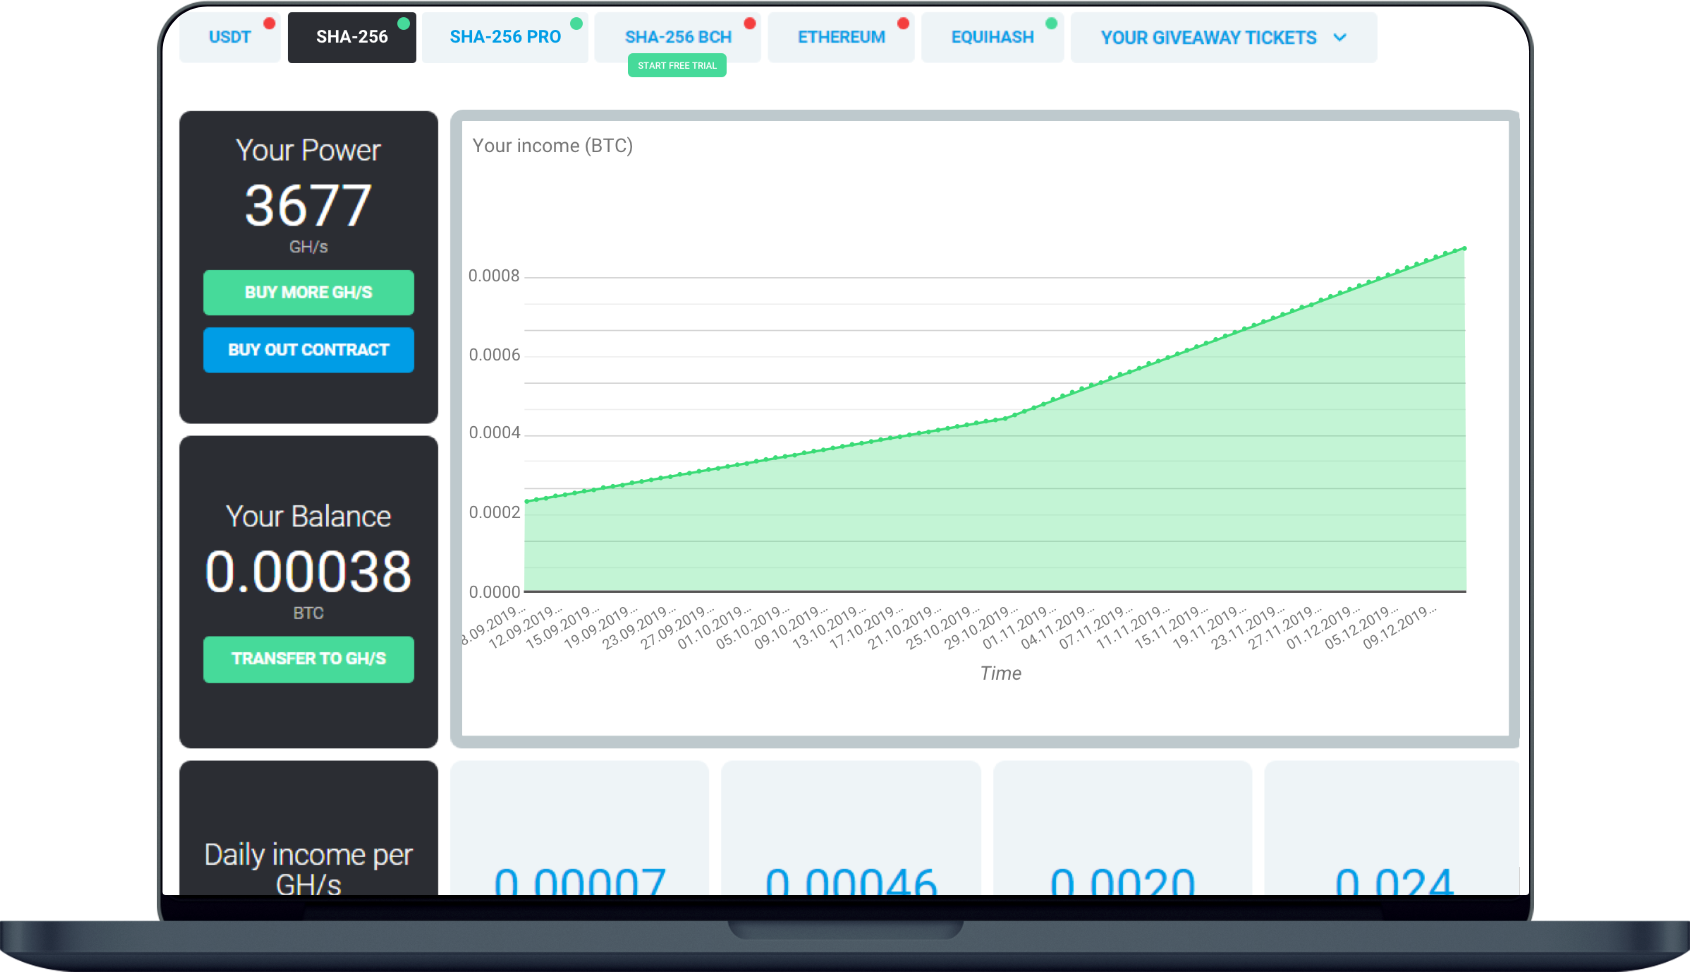 USDT
SHA-256
SHA-256 PRO
SHA-256 BCH
ETHEREUM
EQUIHASH
YOUR GIVEAWAY TICKETS
START FREE TRIAL
Your Power
3677
GH/s
BUY MORE GH/S
BUY OUT CONTRACT
Your Balance
0.00038
BTC
TRANSFER TO GH/S
Your income (BTC)
0.0008
0.0006
0.0004
0.0002
0.0000
8.09.2019...
12.09.2019...
15.09.2019...
19.09.2019...
23.09.2019...
27.09.2019...
01.10.2019...
05.10.2019...
09.10.2019...
13.10.2019...
17.10.2019...
21.10.2019...
25.10.2019...
29.10.2019...
01.11.2019...
04.11.2019...
07.11.2019...
11.11.2019...
15.11.2019...
19.11.2019...
23.11.2019...
27.11.2019...
01.12.2019...
05.12.2019...
09.12.2019...
Time
Daily income per
GH/s
0.00007
0.00046
0.0020
0.024